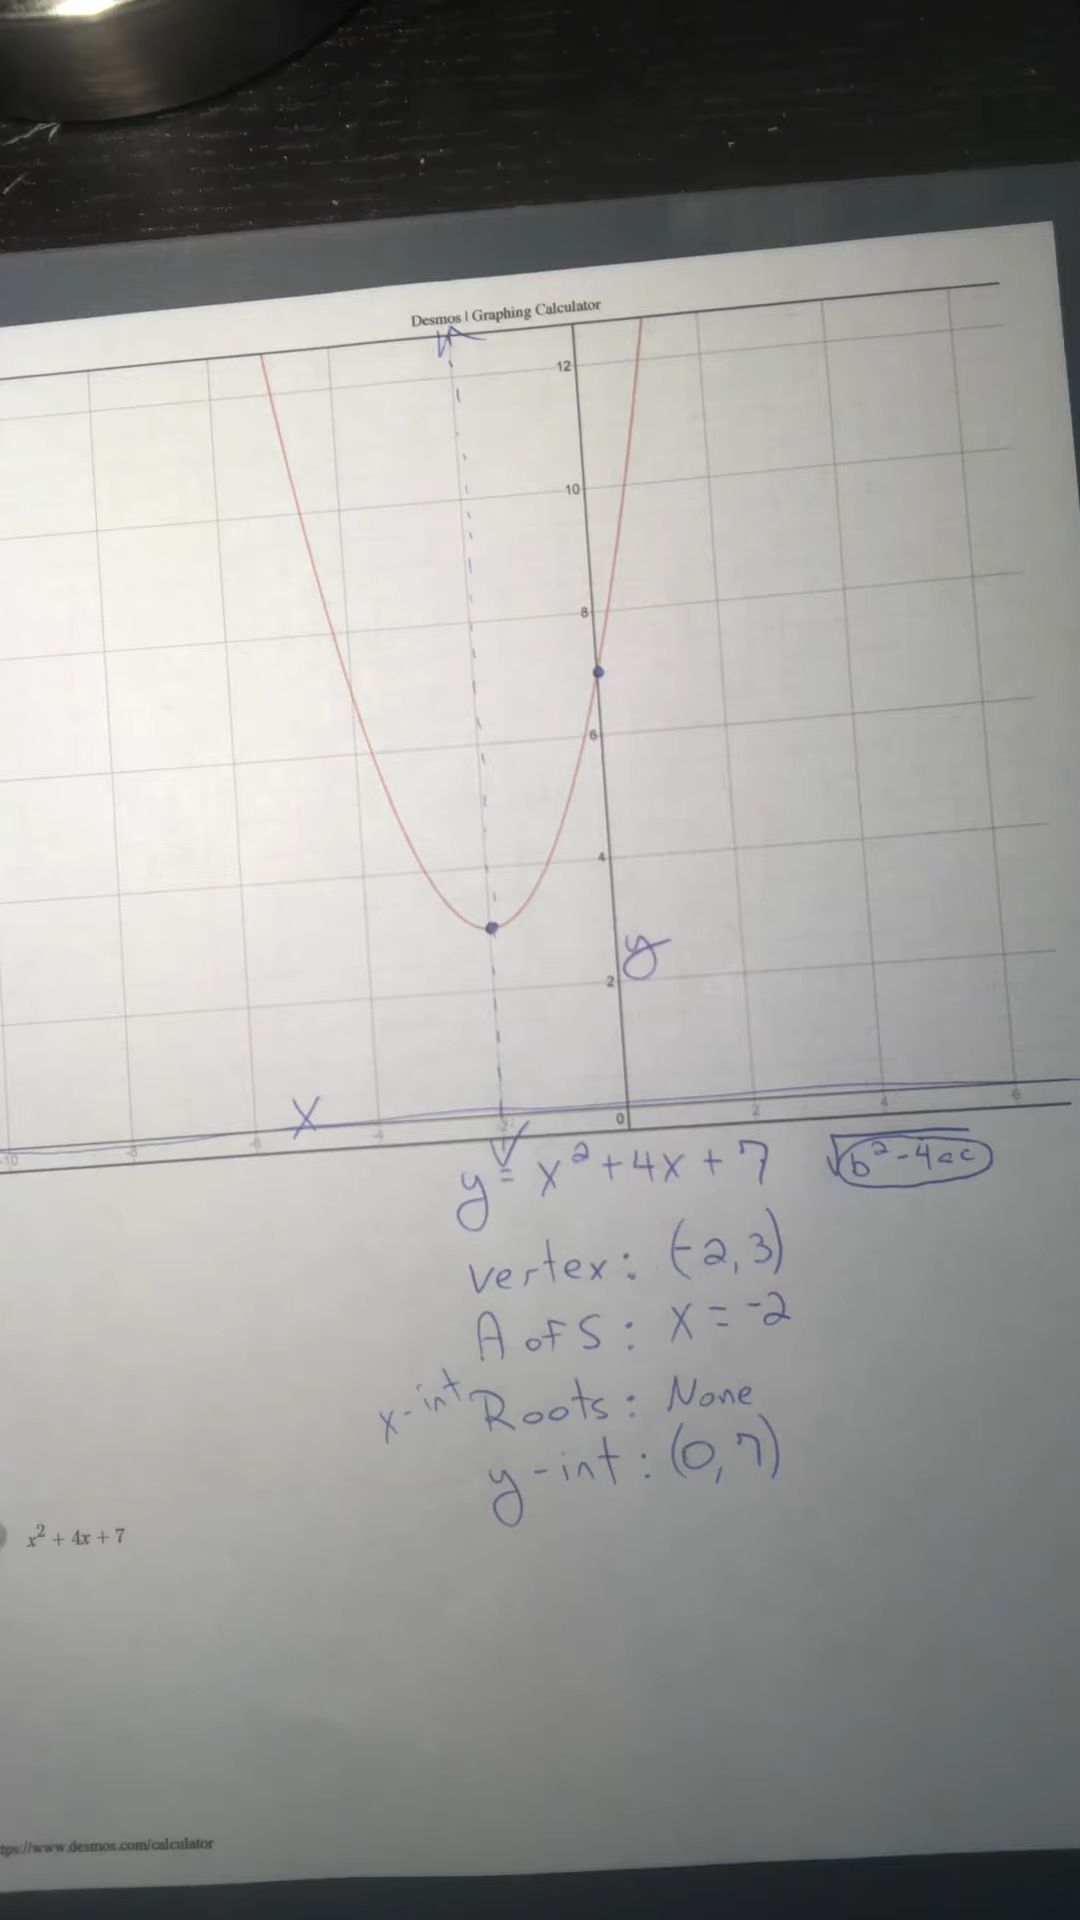 Desmos | Graphing Calculator
12
10
8
6
4
y
2
X
-10 -8 -6 -4 -2 0 2 4 6
y = x² + 4x + 7 √b² - 4ac
vertex: (-2, 3)
A of S: X = -2
x-int Roots: None
y-int: (0, 7)
x² + 4x + 7
tps://www.desmos.com/calculator